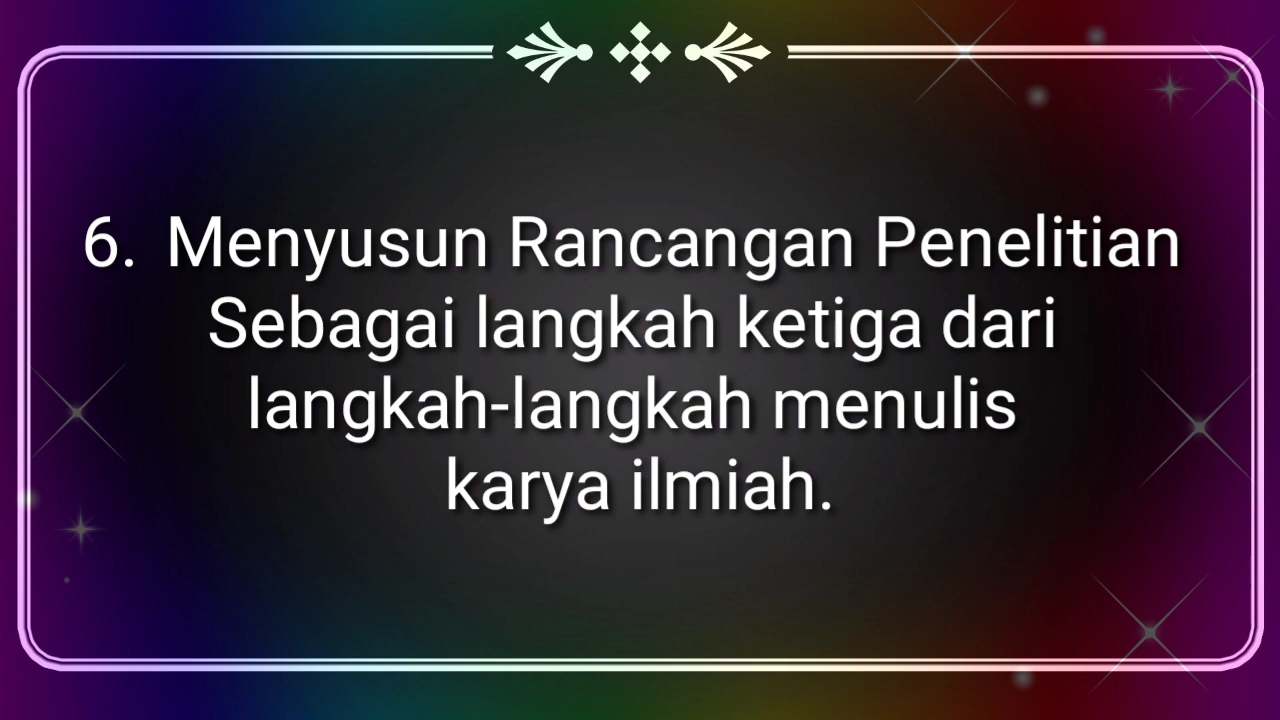 6. Menyusun Rancangan Penelitian
Sebagai langkah ketiga dari
langkah-langkah menulis
karya ilmiah.